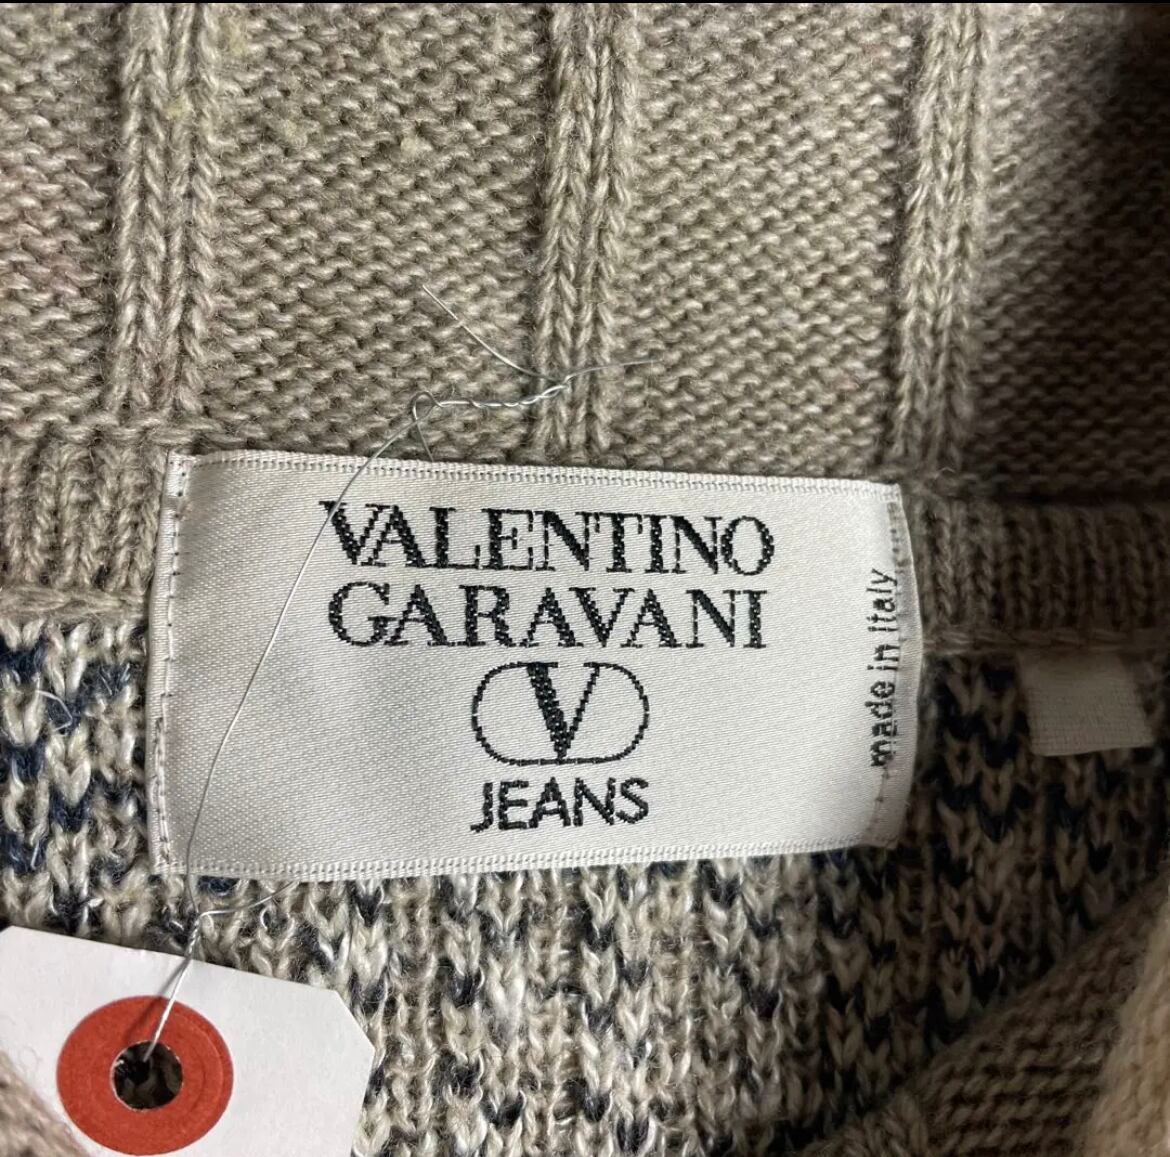 VALENTINO
GARAVANI
V
JEANS
made in Italy